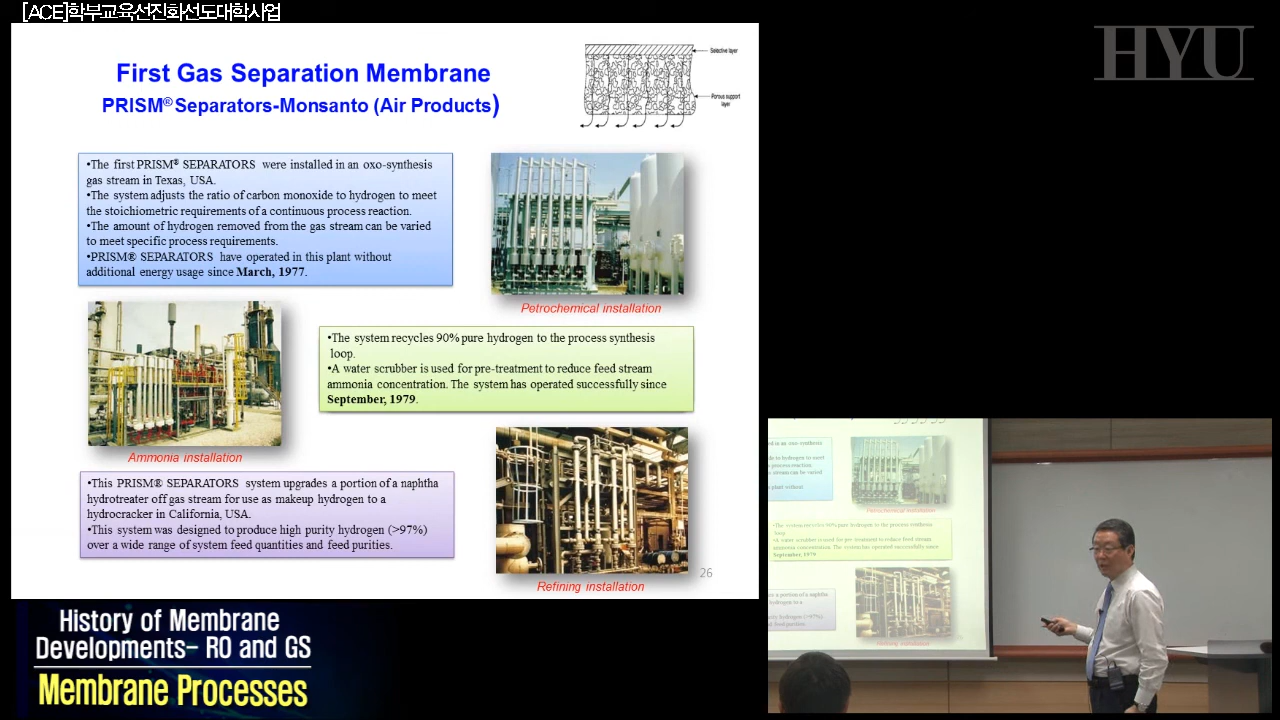 [ACE]학부교육선진화선도대학사업
HYU
First Gas Separation Membrane
PRISM® Separators-Monsanto (Air Products)
Selective layer
Porous support
layer
•The first PRISM® SEPARATORS were installed in an oxo-synthesis
gas stream in Texas, USA.
•The system adjusts the ratio of carbon monoxide to hydrogen to meet
the stoichiometric requirements of a continuous process reaction.
•The amount of hydrogen removed from the gas stream can be varied
to meet specific process requirements.
•PRISM® SEPARATORS have operated in this plant without
additional energy usage since March, 1977.
Petrochemical installation
•The system recycles 90% pure hydrogen to the process synthesis
loop.
•A water scrubber is used for pre-treatment to reduce feed stream
ammonia concentration. The system has operated successfully since
September, 1979.
Ammonia installation
•This PRISM® SEPARATORS system upgrades a portion of a naphtha
hydrotreater off gas stream for use as makeup hydrogen to a
hydrocracker in California, USA.
•This system was designed to produce high purity hydrogen (>97%)
over a wide range of system feed quantities and feed purities.
Refining installation
26
History of Membrane
Developments- RO and GS
Membrane Processes